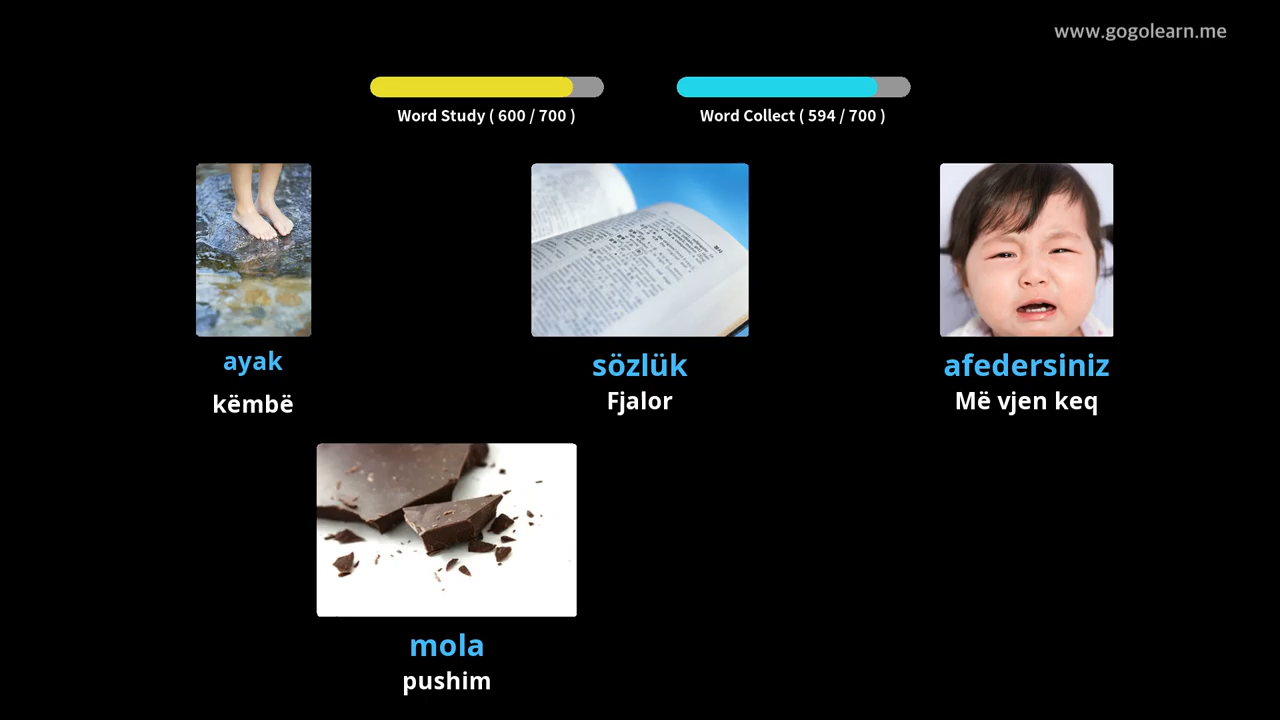 www.gogolearn.me
Word Study ( 600 / 700 )
Word Collect ( 594 / 700 )
ayak
këmbë
sözlük
Fjalor
afedersiniz
Më vjen keq
mola
pushim